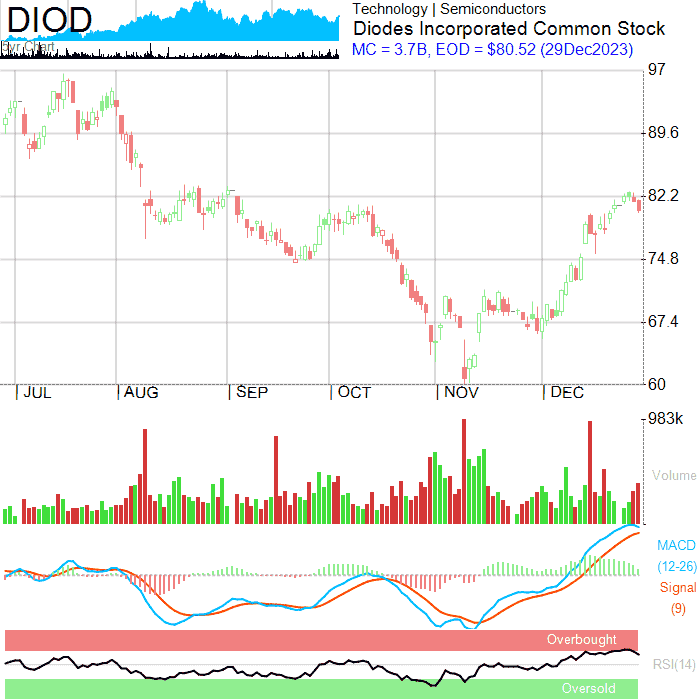 DIOD
5yr Chart
Technology | Semiconductors
Diodes Incorporated Common Stock
MC = 3.7B, EOD = $80.52 (29Dec2023)
97
89.6
82.2
74.8
67.4
60
JUL
AUG
SEP
OCT
NOV
DEC
983k
Volume
MACD
(12-26)
Signal
(9)
Overbought
RSI(14)
Oversold